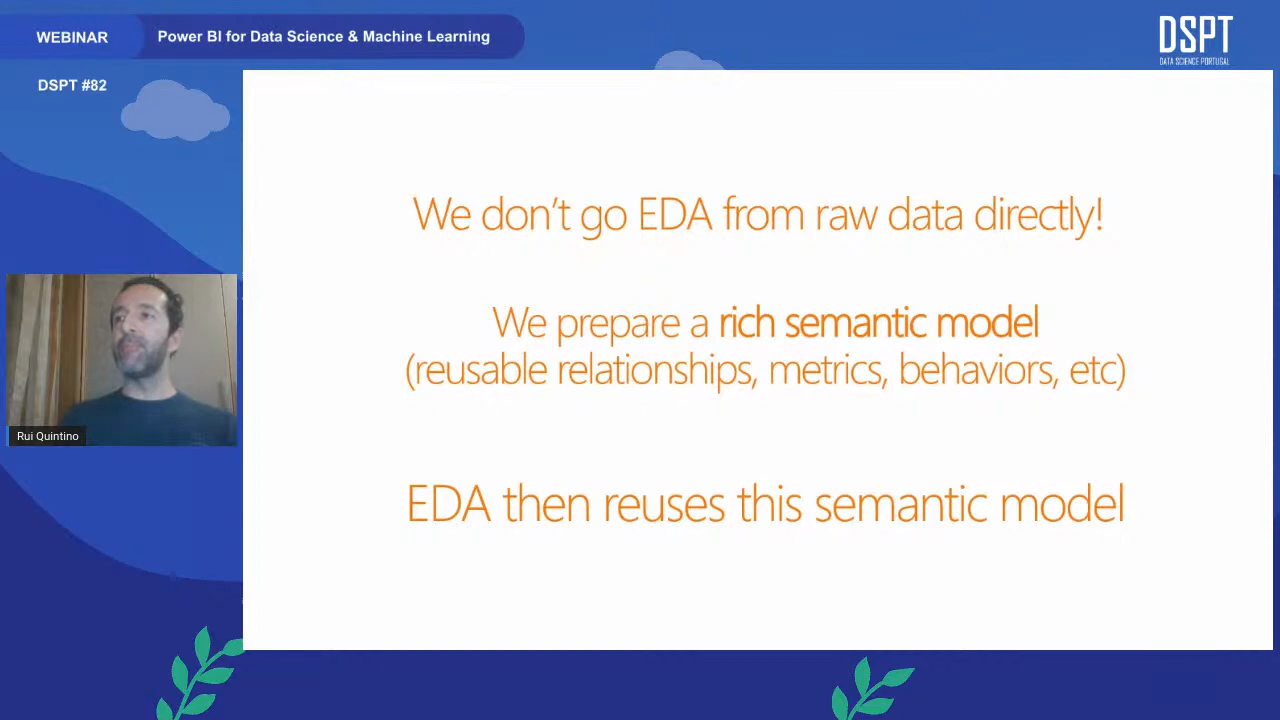 WEBINAR
Power BI for Data Science & Machine Learning
DSPT
DATA SCIENCE PORTUGAL
DSPT #82
We don't go EDA from raw data directly!
We prepare a rich semantic model
(reusable relationships, metrics, behaviors, etc)
EDA then reuses this semantic model
Rui Quintino